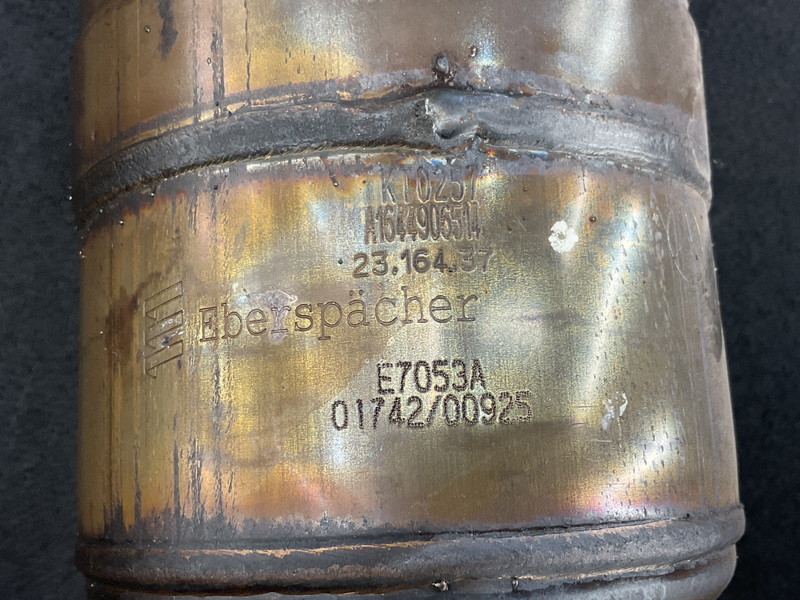 KT0257
A1644906514
23.164.37
Eberspächer
E7053A
01742/00925